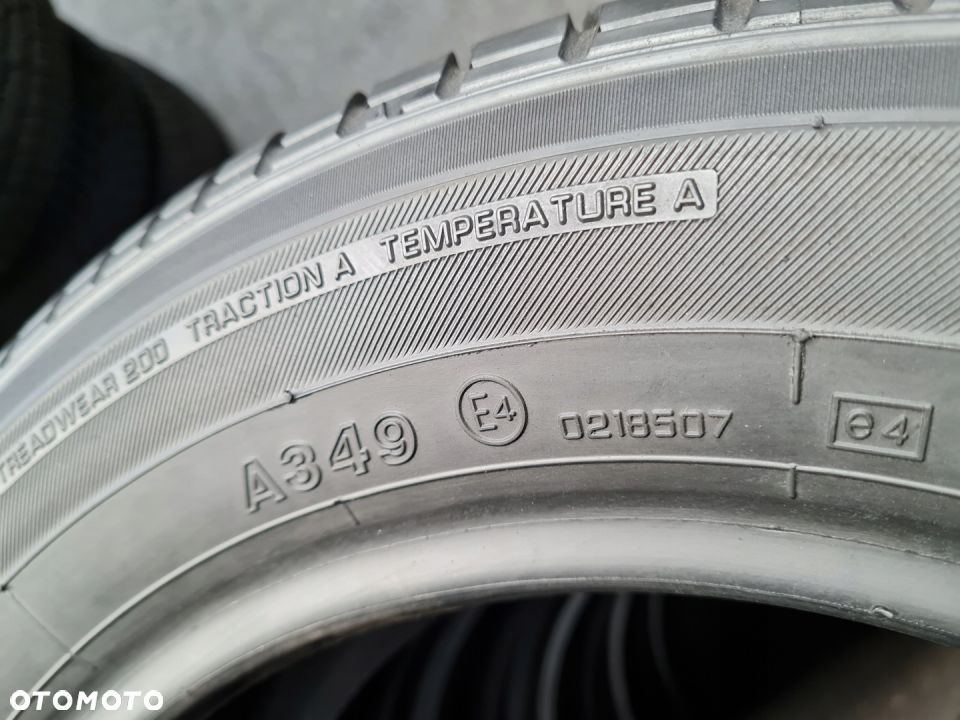 TREADWEAR 200 TRACTION A TEMPERATURE A
A349 E4 0218507 e4
OTOMOTO